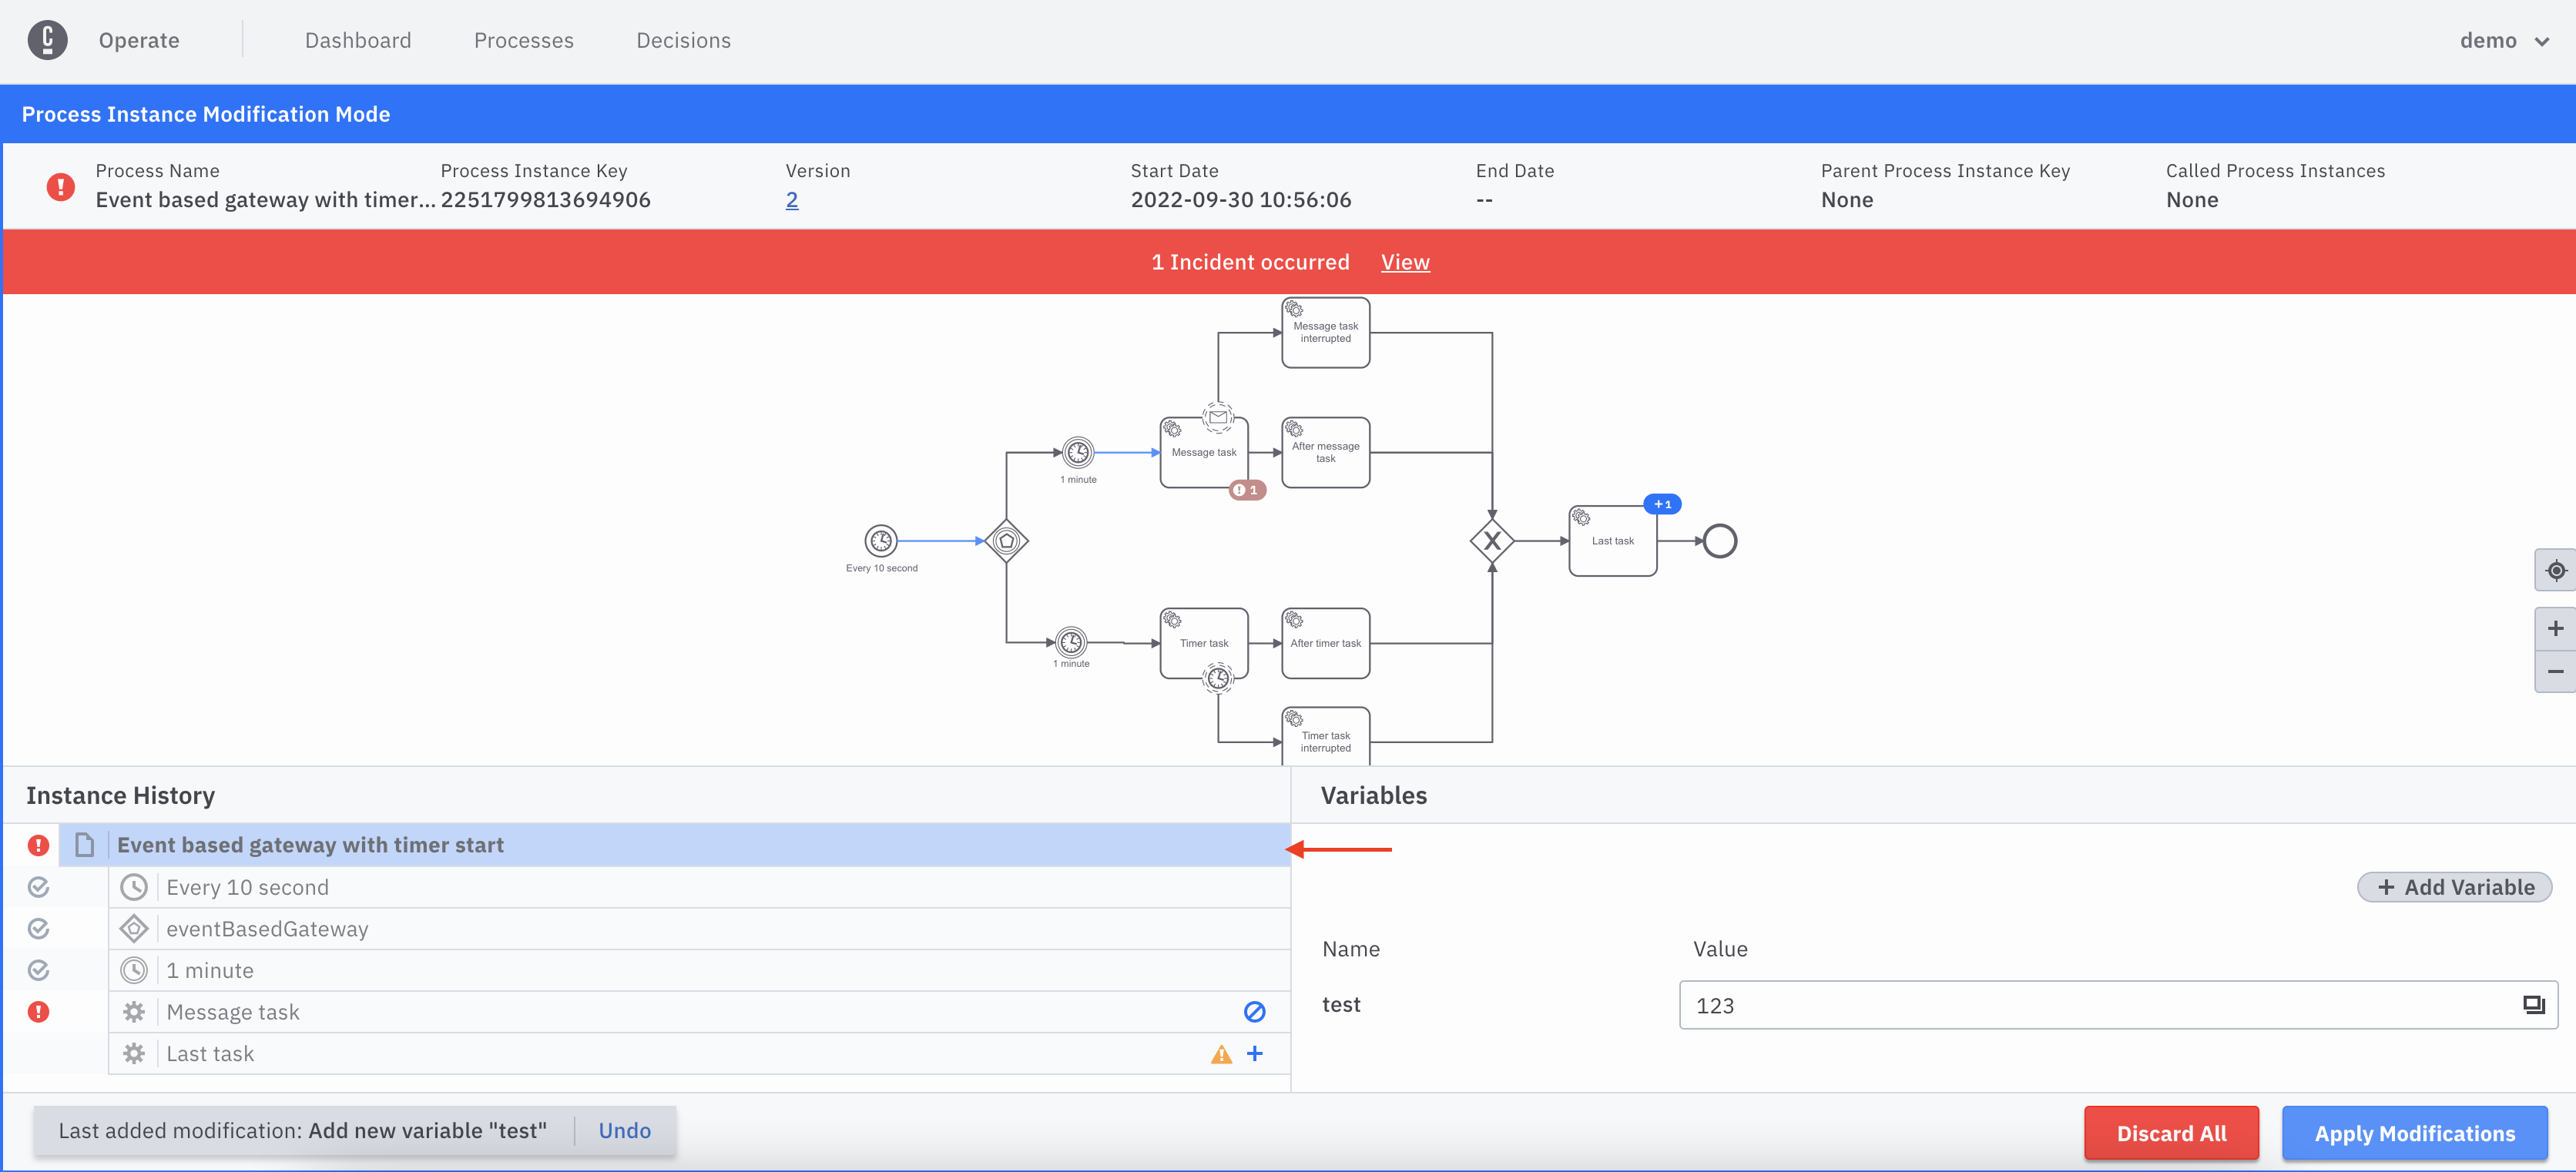 Operate
Dashboard
Processes
Decisions
demo
Process Instance Modification Mode
Process Name
Process Instance Key
Version
Start Date
End Date
Parent Process Instance Key
Called Process Instances
Event based gateway with timer...
2251799813694906
2
2022-09-30 10:56:06
--
None
None
1 Incident occurred View
Message task
interrupted
Message task
After message
task
1 minute
1
+1
Every 10 second
Last task
Timer task
After timer task
1 minute
Timer task
interrupted
Instance History
Variables
Event based gateway with timer start
Every 10 second
+ Add Variable
eventBasedGateway
Name
Value
1 minute
test
123
Message task
Last task
Last added modification: Add new variable "test"
Undo
Discard All
Apply Modifications